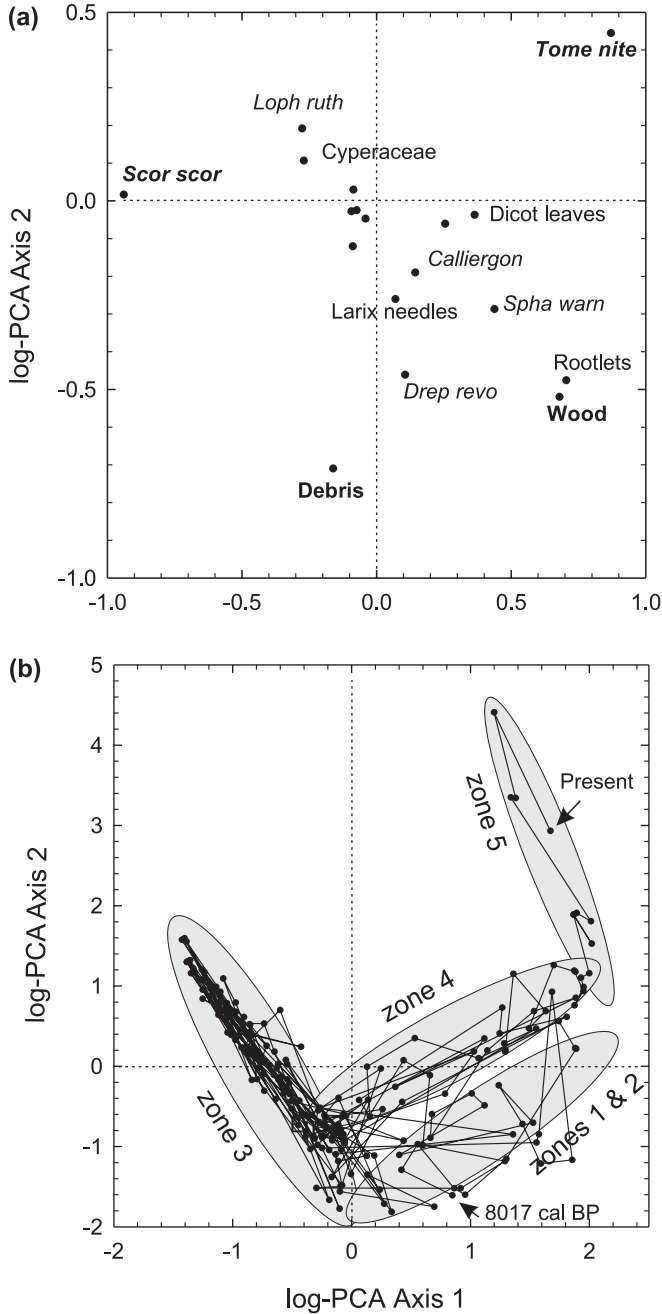 (a)
0.5
Tome nite
Loph ruth
Cyperaceae
Scor scor
0.0
Dicot leaves
Calliergon
Larix needles
Spha warn
-0.5
Rootlets
Drep revo
Wood
Debris
-1.0
-1.0
-0.5
0.0
0.5
1.0
log-PCA Axis 2
(b)
5
4
3
2
1
0
-1
-2
-2
-1
0
1
2
zone 5
Present
zone 4
zone 3
zones 1 & 2
8017 cal BP
log-PCA Axis 2
log-PCA Axis 1